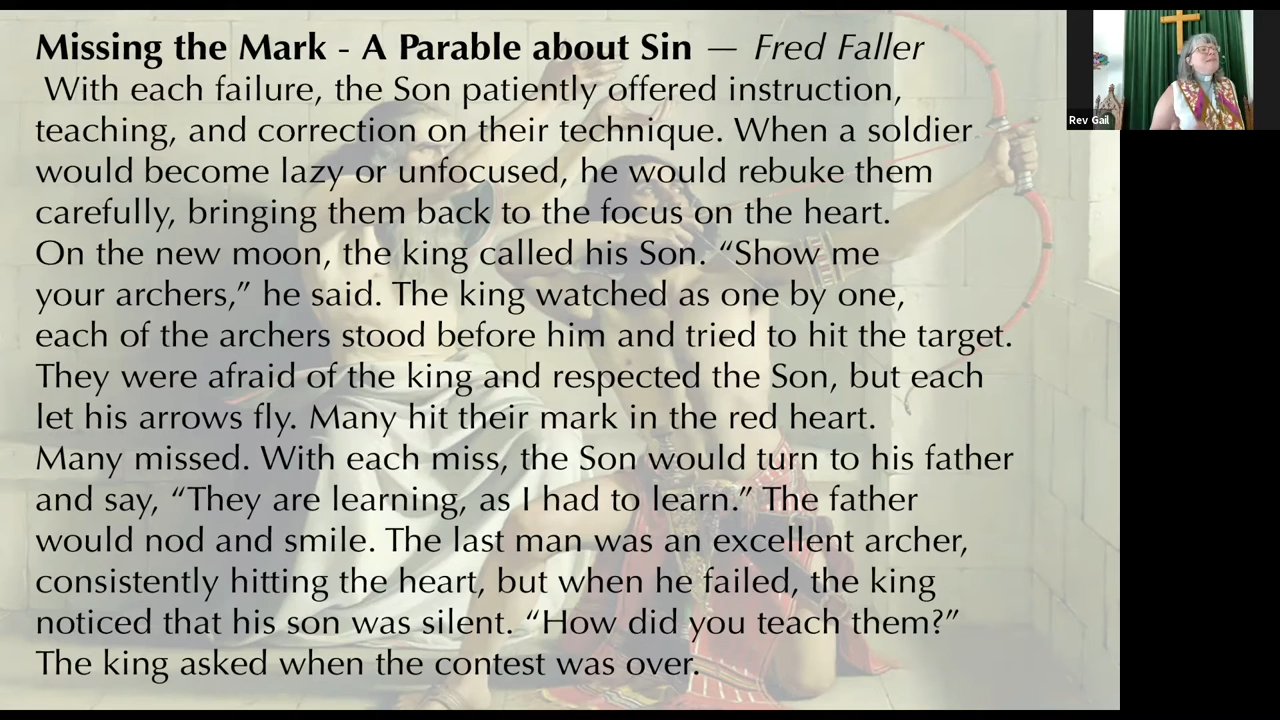 Missing the Mark - A Parable about Sin — Fred Faller
With each failure, the Son patiently offered instruction,
teaching, and correction on their technique. When a soldier
would become lazy or unfocused, he would rebuke them
carefully, bringing them back to the focus on the heart.
On the new moon, the king called his Son. “Show me
your archers,” he said. The king watched as one by one,
each of the archers stood before him and tried to hit the target.
They were afraid of the king and respected the Son, but each
let his arrows fly. Many hit their mark in the red heart.
Many missed. With each miss, the Son would turn to his father
and say, “They are learning, as I had to learn.” The father
would nod and smile. The last man was an excellent archer,
consistently hitting the heart, but when he failed, the king
noticed that his son was silent. “How did you teach them?”
The king asked when the contest was over.
Rev Gail